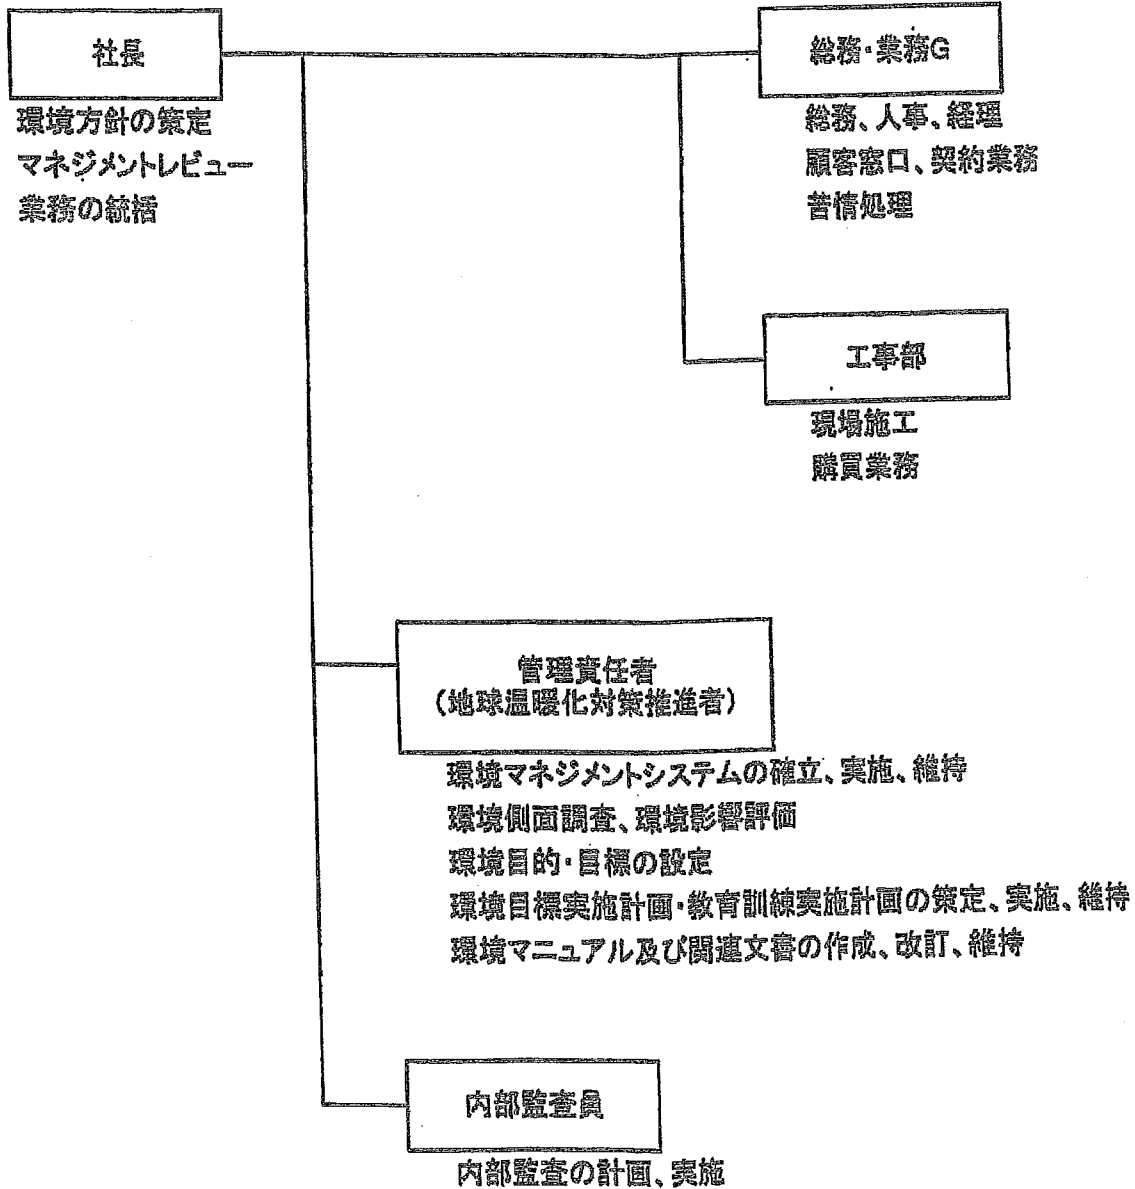 社長
環境方針の策定
マネジメントレビュー
業務の統括
総務・業務G
総務、人事、経理
顧客窓口、契約業務
苦情処理
工事部
現場施工
購買業務
管理責任者
(地球温暖化対策推進者)
環境マネジメントシステムの確立、実施、維持
環境側面調査、環境影響評価
環境目的・目標の設定
環境目標実施計画・教育訓練実施計画の策定、実施、維持
環境マニュアル及び関連文書の作成、改訂、維持
内部監査員
内部監査の計画、実施